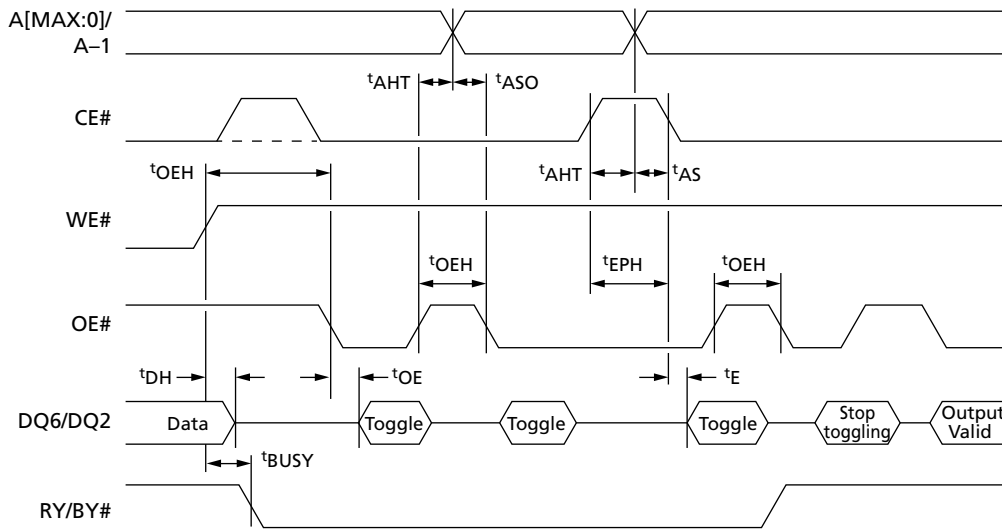 A[MAX:0]/
A–1
tAHT
tASO
CE#
tOEH
tAHT
tAS
WE#
tOEH
tEPH
tOEH
OE#
tDH
tOE
tE
DQ6/DQ2
Data
Toggle
Toggle
Toggle
Stop
toggling
Output
Valid
tBUSY
RY/BY#